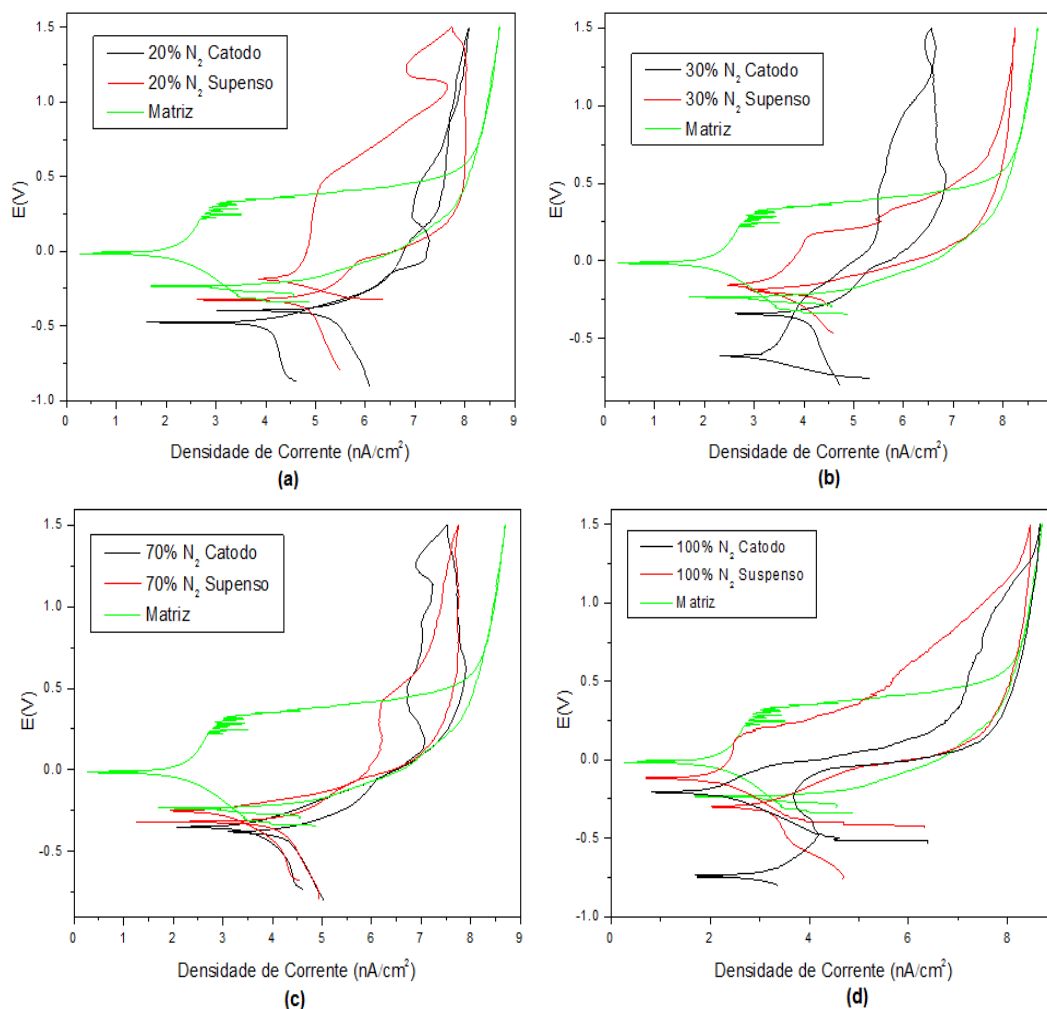 1.5
1.0
0.5
0.0
-0.5
-1.0
E(V)
20% N₂ Catodo
20% N₂ Supenso
Matriz
0 1 2 3 4 5 6 7 8 9
Densidade de Corrente (nA/cm²)
(a)
1.5
1.0
0.5
0.0
-0.5
E(V)
30% N₂ Catodo
30% N₂ Supenso
Matriz
0 1 2 3 4 5 6 7 8
Densidade de Corrente (nA/cm²)
(b)
1.5
1.0
0.5
0.0
-0.5
E(V)
70% N₂ Catodo
70% N₂ Supenso
Matriz
0 1 2 3 4 5 6 7 8 9
Densidade de Corrente (nA/cm²)
(c)
1.5
1.0
0.5
0.0
-0.5
-1.0
E(V)
100% N₂ Catodo
100% N₂ Suspenso
Matriz
2 4 6 8
Densidade de Corrente (nA/cm²)
(d)